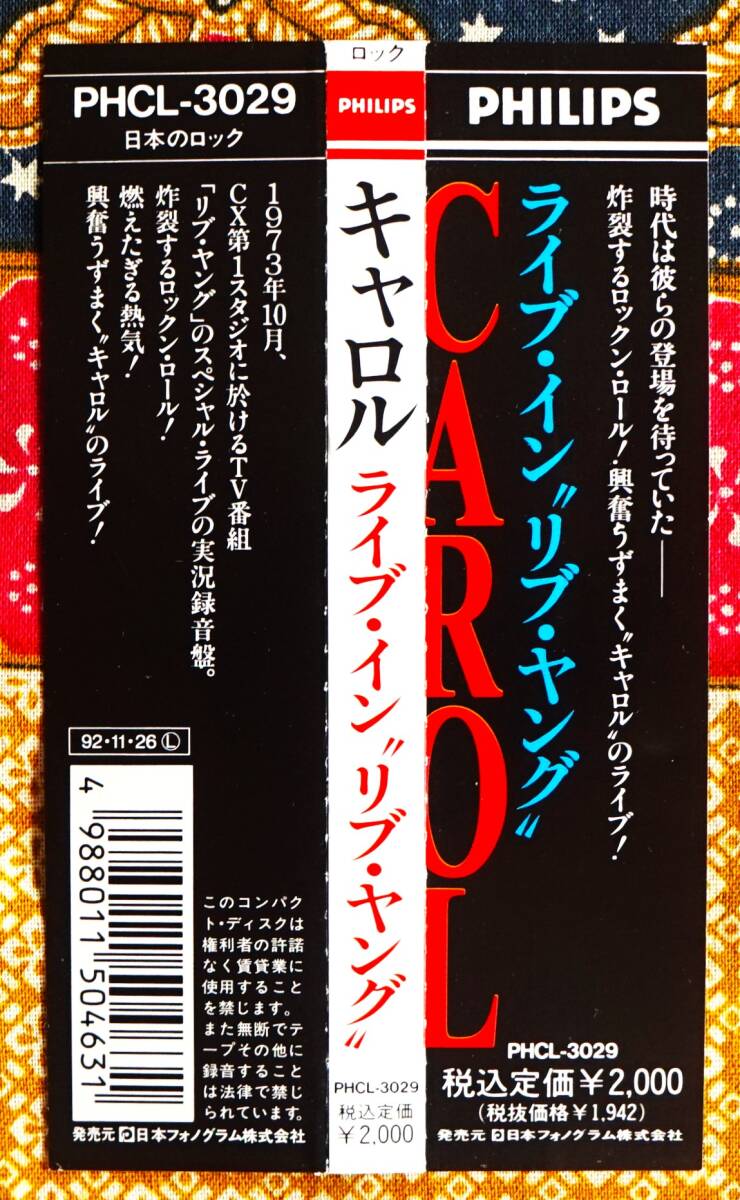 PHCL-3029
日本のロック
1973年10月、
CX第1スタジオに於けるTV番組
「リブ・ヤング」のスペシャル・ライブの実況録音盤。
炸裂するロックン・ロール!
燃えたぎる熱気!
興奮うずまく〝キャロル〟のライブ!
92・11・26 Ⓛ
4 988011 504631
このコンパク
ト・ディスクは
権利者の許諾
なく賃貸業に
使用すること
を禁じます。
また無断でテ
ープその他に
録音すること
は法律で禁じ
られています。
発売元 日本フォノグラム株式会社
ロック
PHILIPS
キャロル ライブ・イン〝リブ・ヤング〟
PHCL-3029
税込定価
¥2,000
PHILIPS
時代は彼らの登場を待っていた――
炸裂するロックン・ロール!興奮うずまく〝キャロル〟のライブ!
ライブ・イン〝リブ・ヤング〟
CAROL
PHCL-3029
税込定価¥2,000
(税抜価格¥1,942)
発売元 日本フォノグラム株式会社